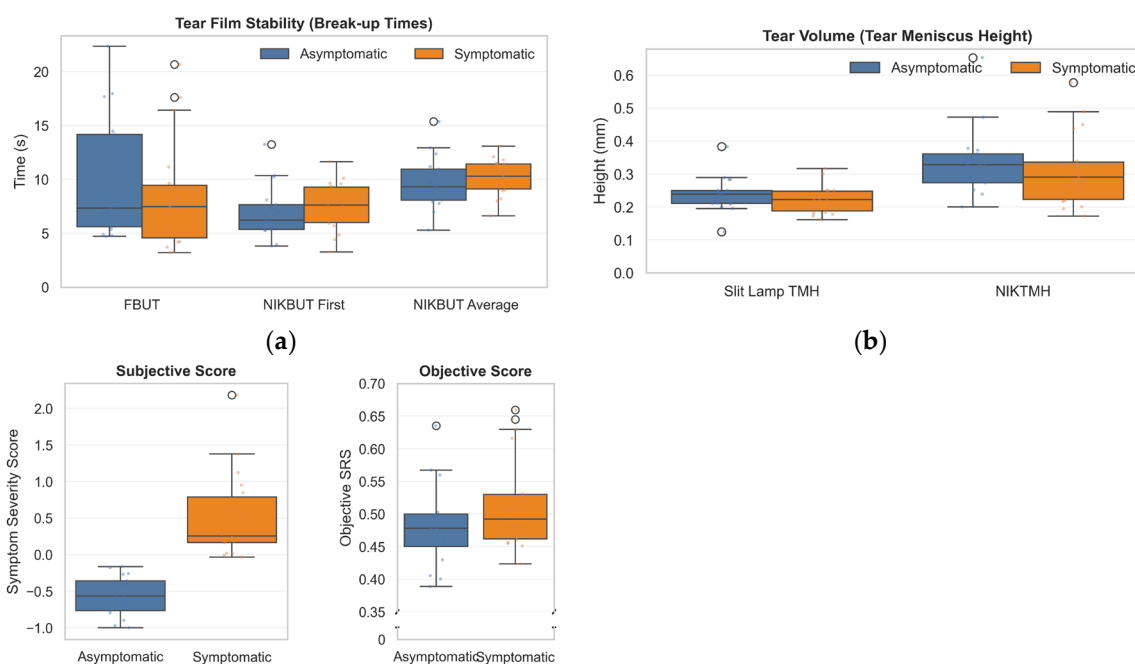 Tear Film Stability (Break-up Times)
Asymptomatic Symptomatic
Time (s)
20
15
10
5
0
FBUT NIKBUT First NIKBUT Average
(a)
Tear Volume (Tear Meniscus Height)
Asymptomatic Symptomatic
Height (mm)
0.6
0.5
0.4
0.3
0.2
0.1
0.0
Slit Lamp TMH NIKTMH
(b)
Subjective Score
Symptom Severity Score
2.0
1.5
1.0
0.5
0.0
−0.5
−1.0
Asymptomatic Symptomatic
Objective Score
Objective SRS
0.70
0.65
0.60
0.55
0.50
0.45
0.40
0.35
0
Asymptomatic Symptomatic